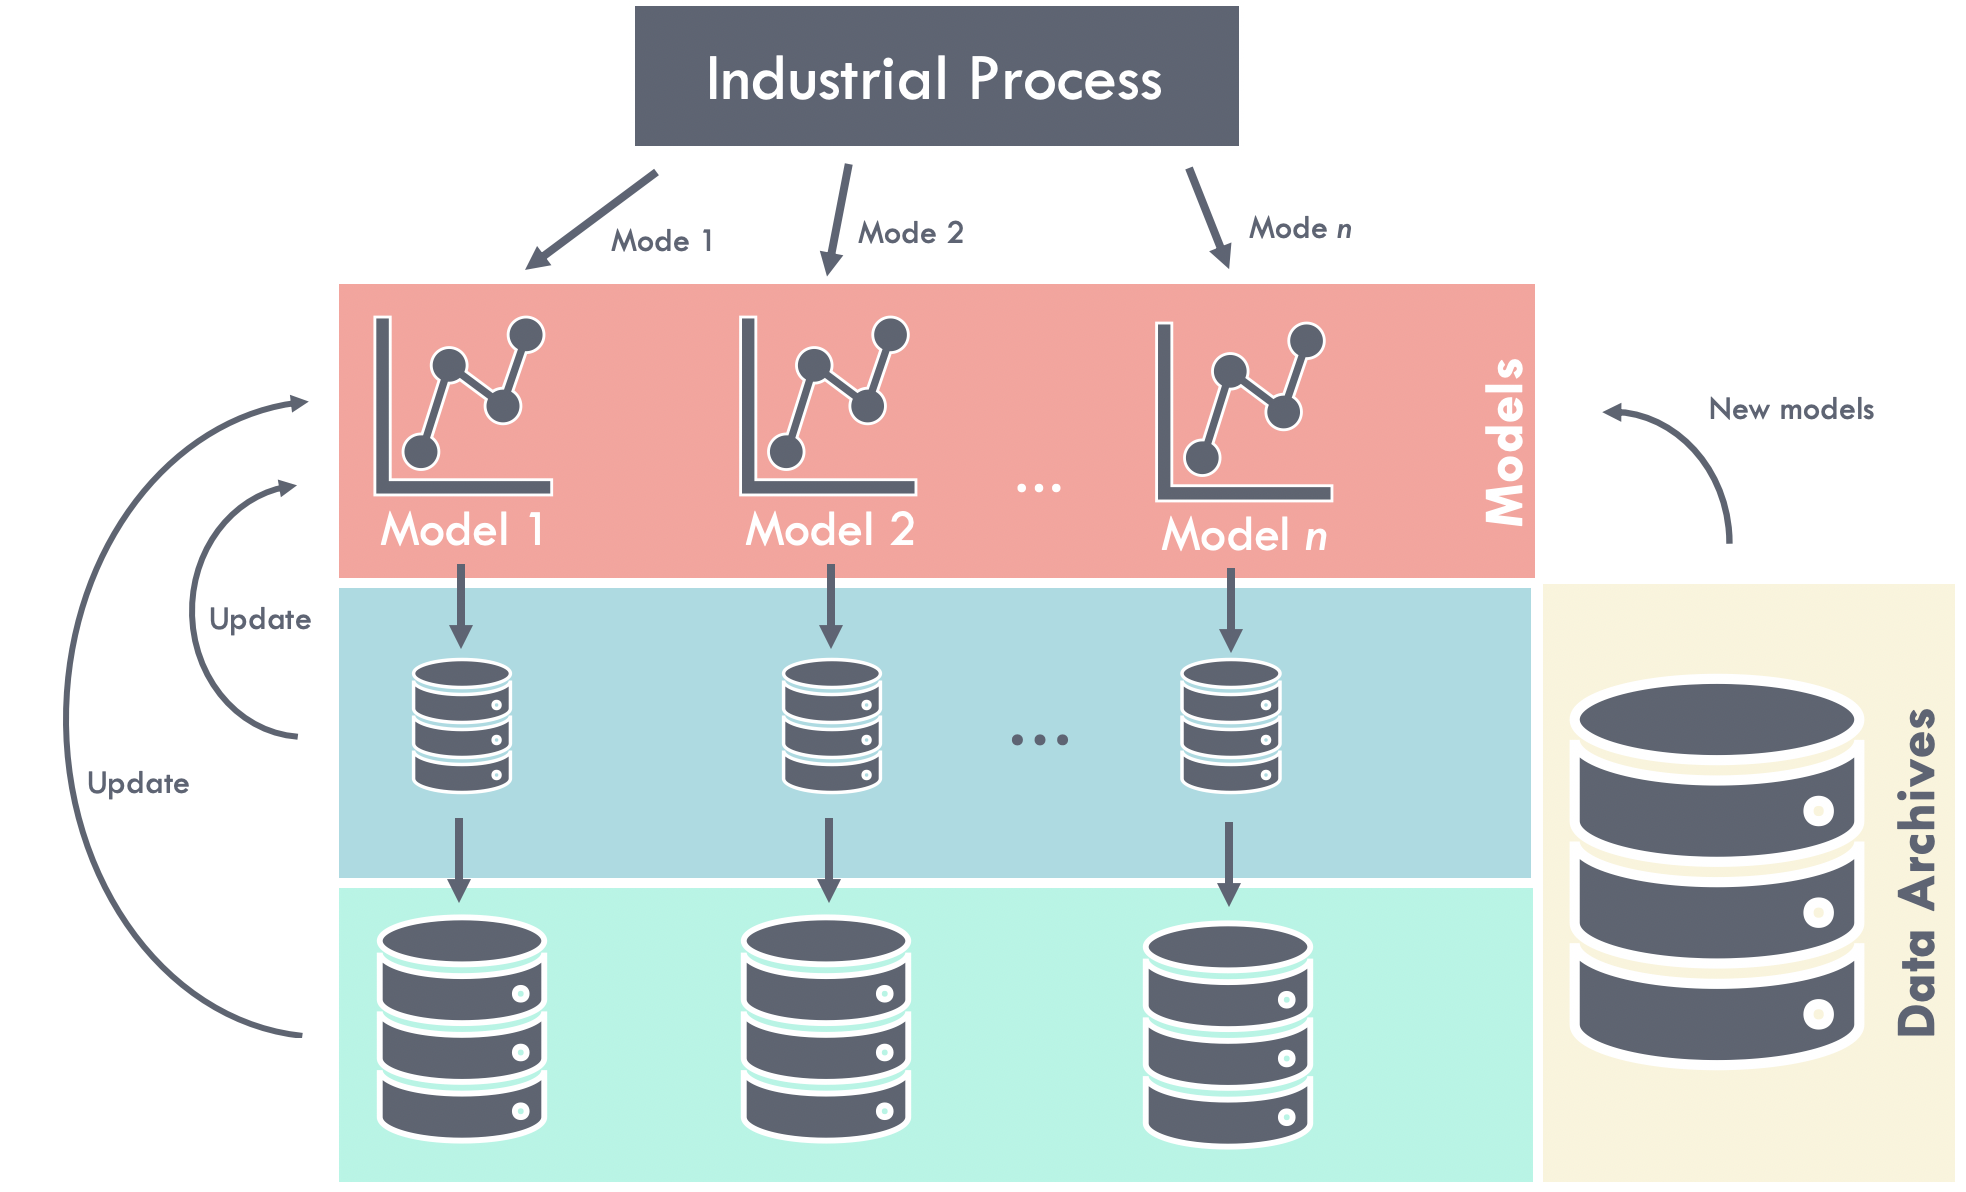 Industrial Process
Mode 1
Mode 2
Mode n
Models
New models
...
Model 1
Model 2
Model n
Update
...
Update
Data Archives